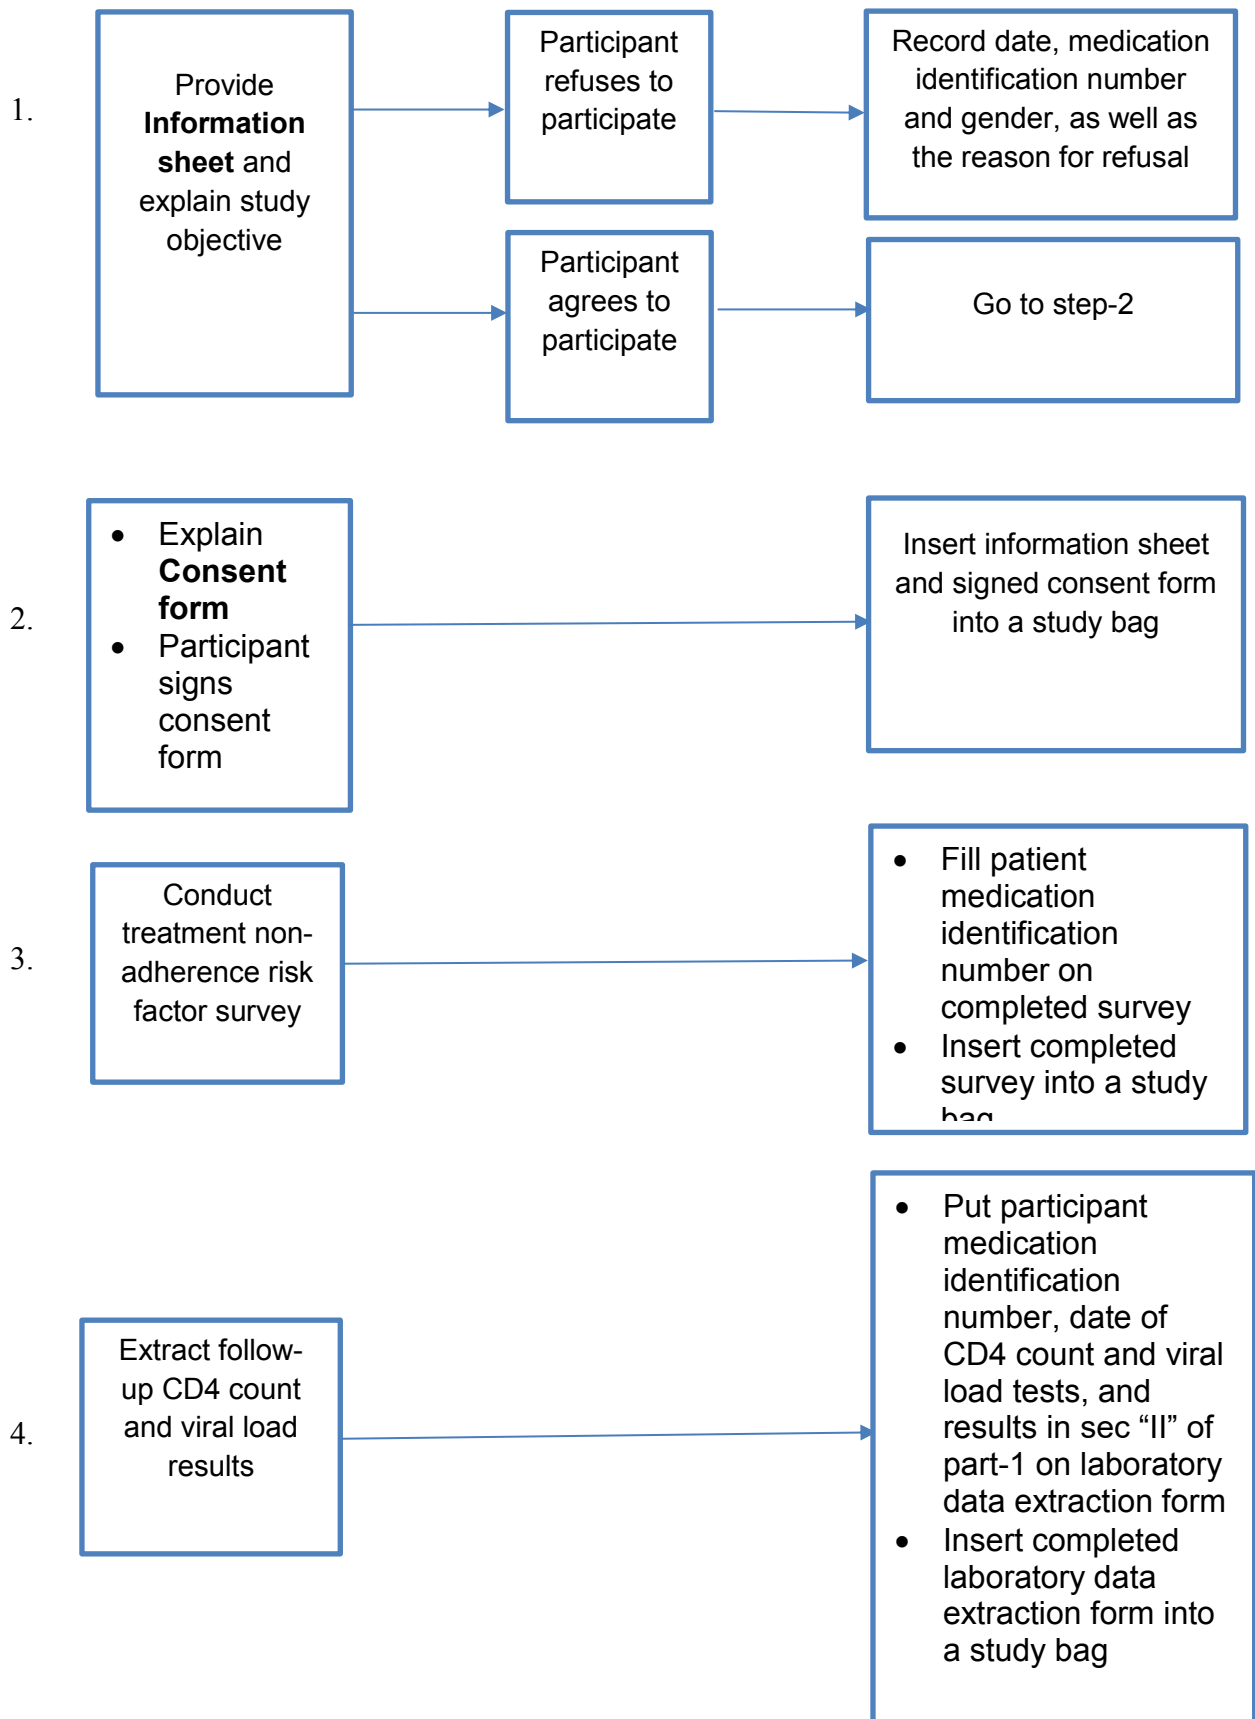 1.
Provide
Information
sheet and
explain study
objective
Participant
refuses to
participate
Record date, medication
identification number
and gender, as well as
the reason for refusal
Participant
agrees to
participate
Go to step-2
2.
• Explain
Consent
form
• Participant
signs
consent
form
Insert information sheet
and signed consent form
into a study bag
3.
Conduct
treatment non-
adherence risk
factor survey
• Fill patient
medication
identification
number on
completed survey
• Insert completed
survey into a study
bag
4.
Extract follow-
up CD4 count
and viral load
results
• Put participant
medication
identification
number, date of
CD4 count and viral
load tests, and
results in sec “II” of
part-1 on laboratory
data extraction form
• Insert completed
laboratory data
extraction form into
a study bag